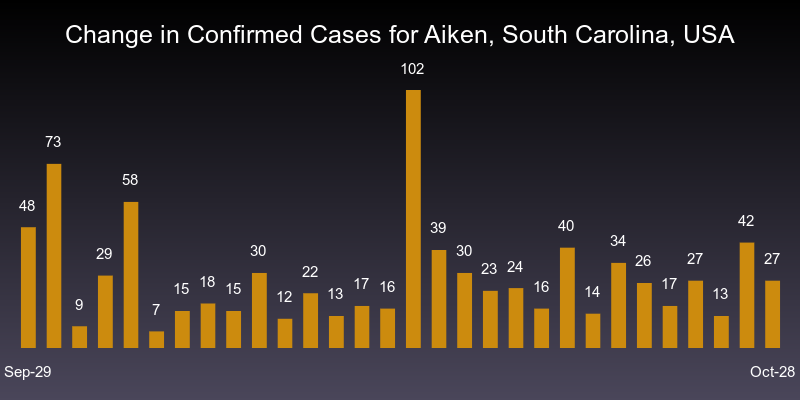 Change in Confirmed Cases for Aiken, South Carolina, USA
48 73 9 29 58 7 15 18 15 30 12 22 13 17 16 102 39 30 23 24 16 40 14 34 26 17 27 13 42 27
Sep-29 Oct-28